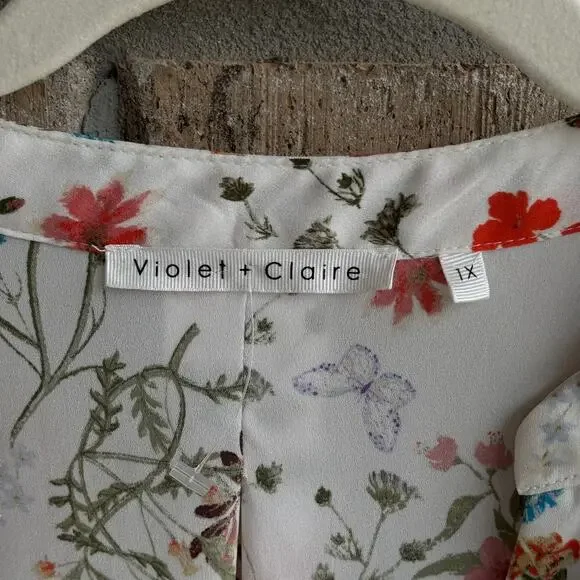 Violet + Claire
1X